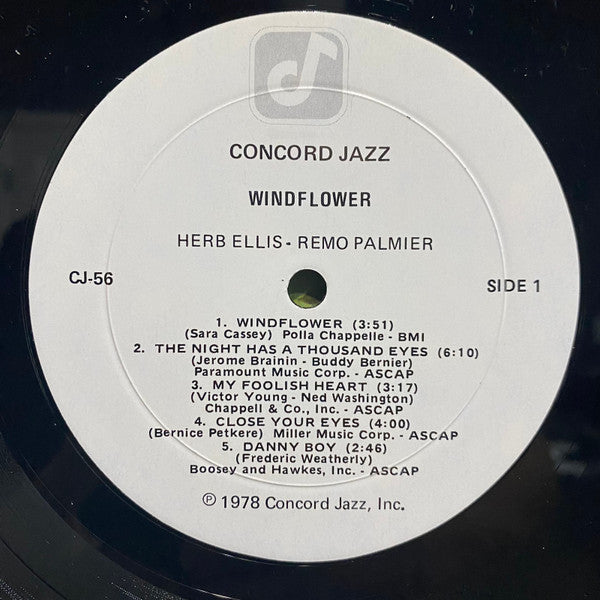 CONCORD JAZZ
WINDFLOWER
HERB ELLIS - REMO PALMIER
CJ-56
SIDE 1
1. WINDFLOWER (3:51)
(Sara Cassey) Polla Chappelle - BMI
2. THE NIGHT HAS A THOUSAND EYES (6:10)
(Jerome Brainin - Buddy Bernier)
Paramount Music Corp. - ASCAP
3. MY FOOLISH HEART (3:17)
(Victor Young - Ned Washington)
Chappell & Co., Inc. - ASCAP
4. CLOSE YOUR EYES (4:00)
(Bernice Petkere) Miller Music Corp. - ASCAP
5. DANNY BOY (2:46)
(Frederic Weatherly)
Boosey and Hawkes, Inc. - ASCAP
℗ 1978 Concord Jazz, Inc.